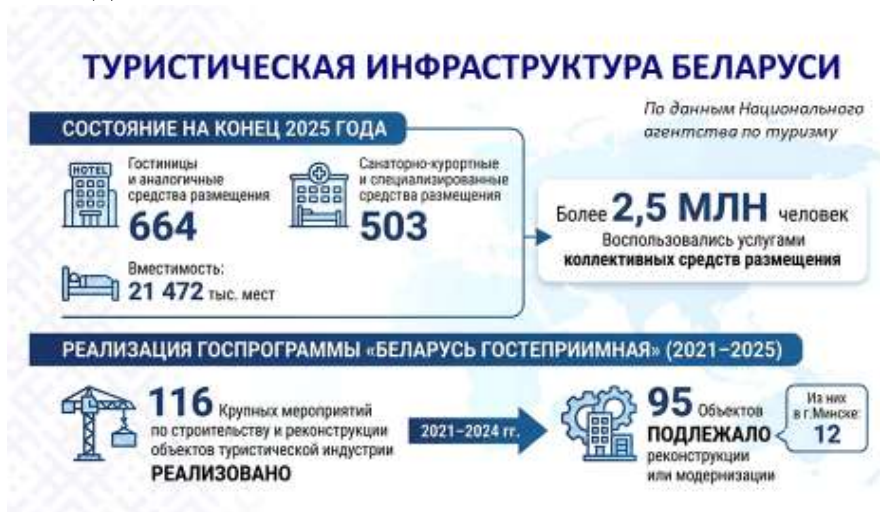 ТУРИСТИЧЕСКАЯ ИНФРАСТРУКТУРА БЕЛАРУСИ
По данным Национального
агентства по туризму
СОСТОЯНИЕ НА КОНЕЦ 2025 ГОДА
HOTEL
Гостиницы
и аналогичные
средства размещения
664
Санаторно-курортные
и специализированные
средства размещения
503
Вместимость:
21 472 тыс. мест
Более 2,5 МЛН человек
Воспользовались услугами
коллективных средств размещения
РЕАЛИЗАЦИЯ ГОСПРОГРАММЫ «БЕЛАРУСЬ ГОСТЕПРИИМНАЯ» (2021–2025)
116 Крупных мероприятий
по строительству и реконструкции
объектов туристической индустрии
РЕАЛИЗОВАНО
2021–2024 гг.
95 Объектов
ПОДЛЕЖАЛО
реконструкции
или модернизации
Из них
в г.Минске:
12